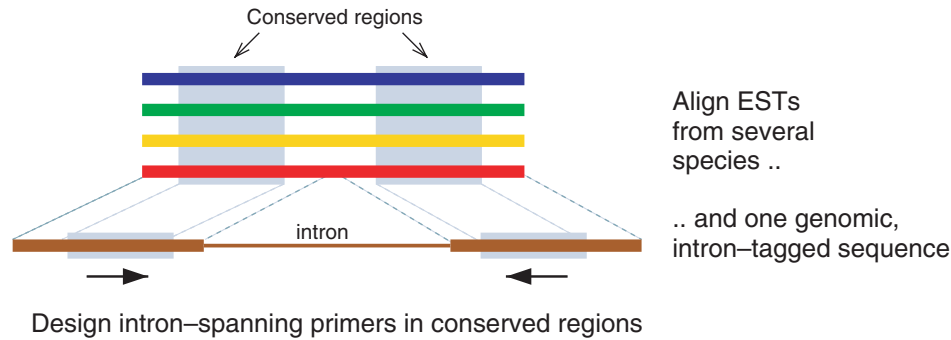 Conserved regions
Align ESTs
from several
species ..
.. and one genomic,
intron–tagged sequence
intron
Design intron–spanning primers in conserved regions